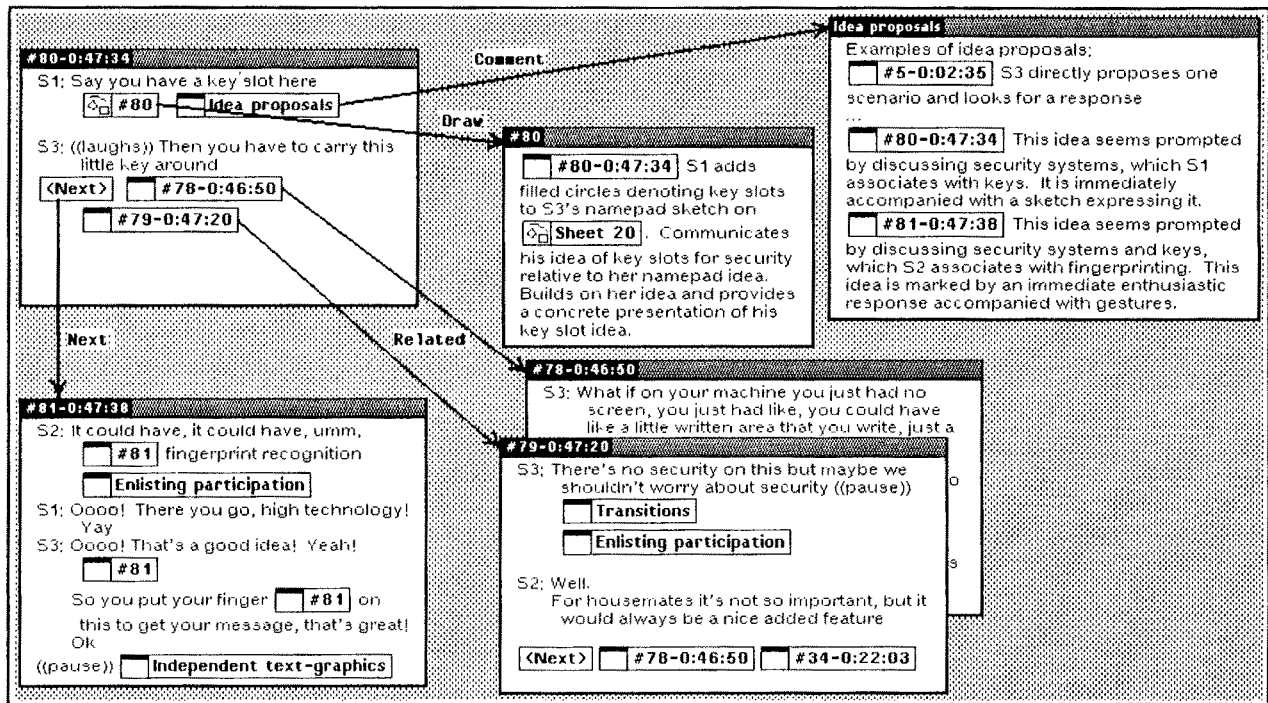 #80-0:47:34
S1: Say you have a key slot here
#80 Idea proposals
S3: ((laughs)) Then you have to carry this
little key around
<Next> #78-0:46:50
#79-0:47:20
Comment
Draw
Next
Related
Idea proposals
Examples of idea proposals:
#5-0:02:35 S3 directly proposes one
scenario and looks for a response
...
#80-0:47:34 This idea seems prompted
by discussing security systems, which S1
associates with keys. It is immediately
accompanied with a sketch expressing it.
#81-0:47:38 This idea seems prompted
by discussing security systems and keys,
which S2 associates with fingerprinting. This
idea is marked by an immediate enthusiastic
response accompanied with gestures.
#80
#80-0:47:34 S1 adds
filled circles denoting key slots
to S3's namepad sketch on
Sheet 20 . Communicates
his idea of key slots for security
relative to her namepad idea.
Builds on her idea and provides
a concrete presentation of his
key slot idea.
#81-0:47:38
S2: It could have, it could have, umm,
#81 fingerprint recognition
Enlisting participation
S1: Oooo! There you go, high technology!
Yay
S3: Oooo! That's a good idea! Yeah!
#81
So you put your finger #81 on
this to get your message, that's great!
Ok
((pause)) Independent text-graphics
#78-0:46:50
S3: What if on your machine you just had no
screen, you just had like, you could have
like a little written area that you write, just a
#79-0:47:20
S3: There's no security on this but maybe we
shouldn't worry about security ((pause))
Transitions
Enlisting participation
S2: Well.
For housemates it's not so important, but it
would always be a nice added feature
<Next> #78-0:46:50 #34-0:22:03